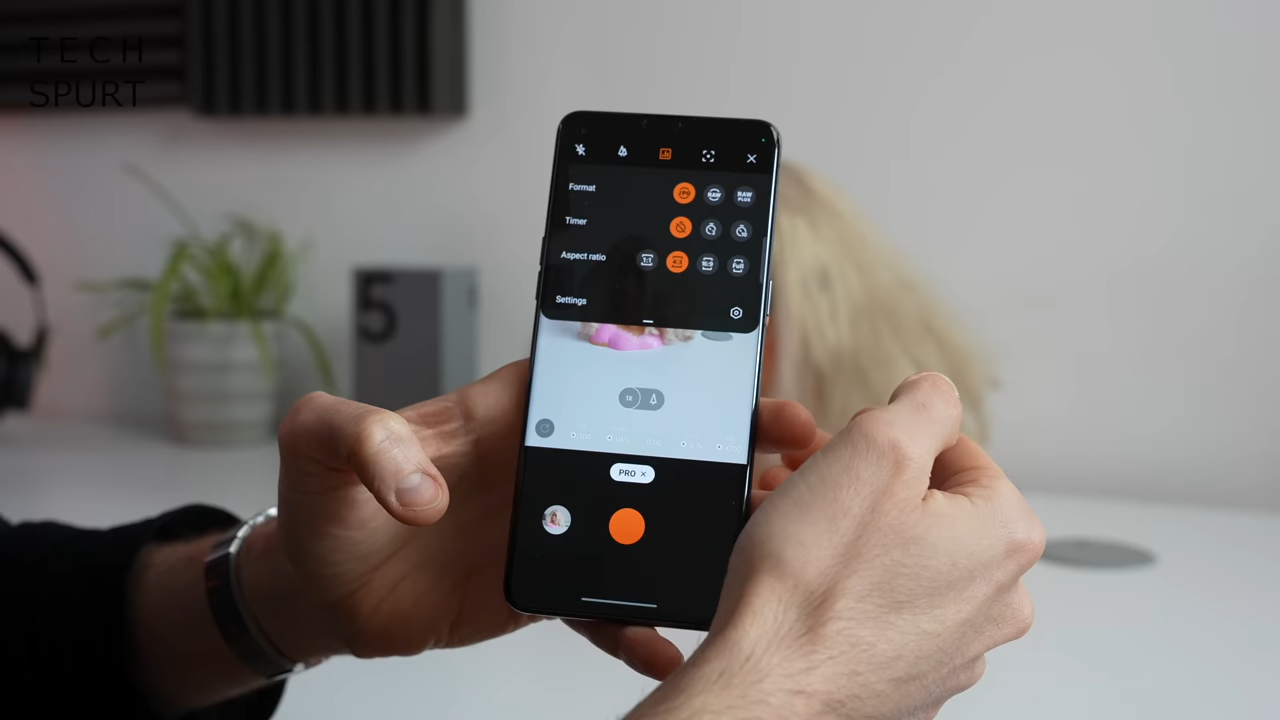 TECH
SPURT
5
Format
JPG RAW RAW PLUS
Timer
Aspect ratio
1:1 4:3 16:9 Full
Settings
1X
PRO ×